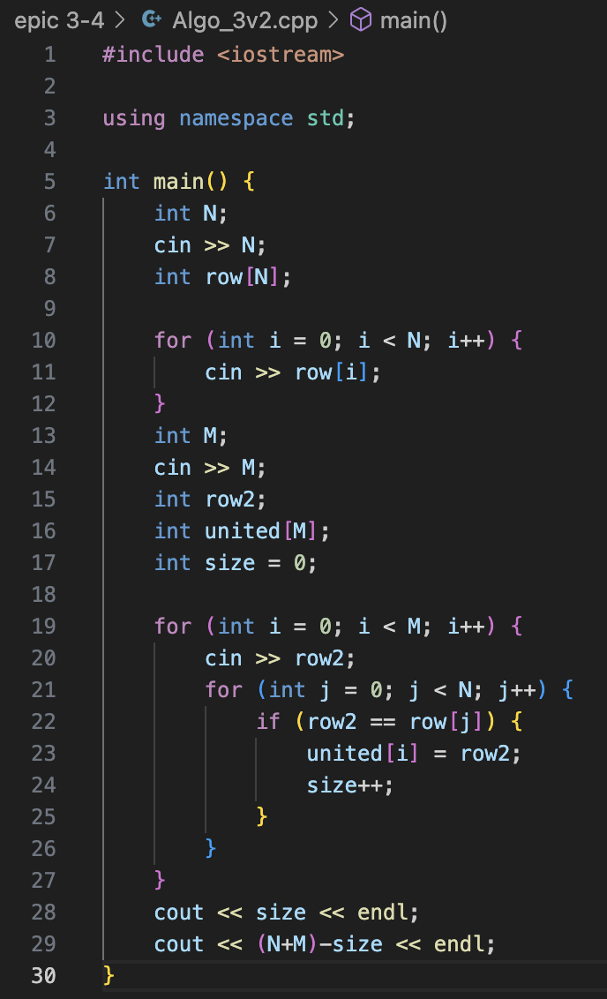 epic 3-4 > Algo_3v2.cpp > main()
1 #include <iostream>
2
3 using namespace std;
4
5 int main() {
6     int N;
7     cin >> N;
8     int row[N];
9
10     for (int i = 0; i < N; i++) {
11         cin >> row[i];
12     }
13     int M;
14     cin >> M;
15     int row2;
16     int united[M];
17     int size = 0;
18
19     for (int i = 0; i < M; i++) {
20         cin >> row2;
21         for (int j = 0; j < N; j++) {
22             if (row2 == row[j]) {
23                 united[i] = row2;
24                 size++;
25             }
26         }
27     }
28     cout << size << endl;
29     cout << (N+M)-size << endl;
30 }